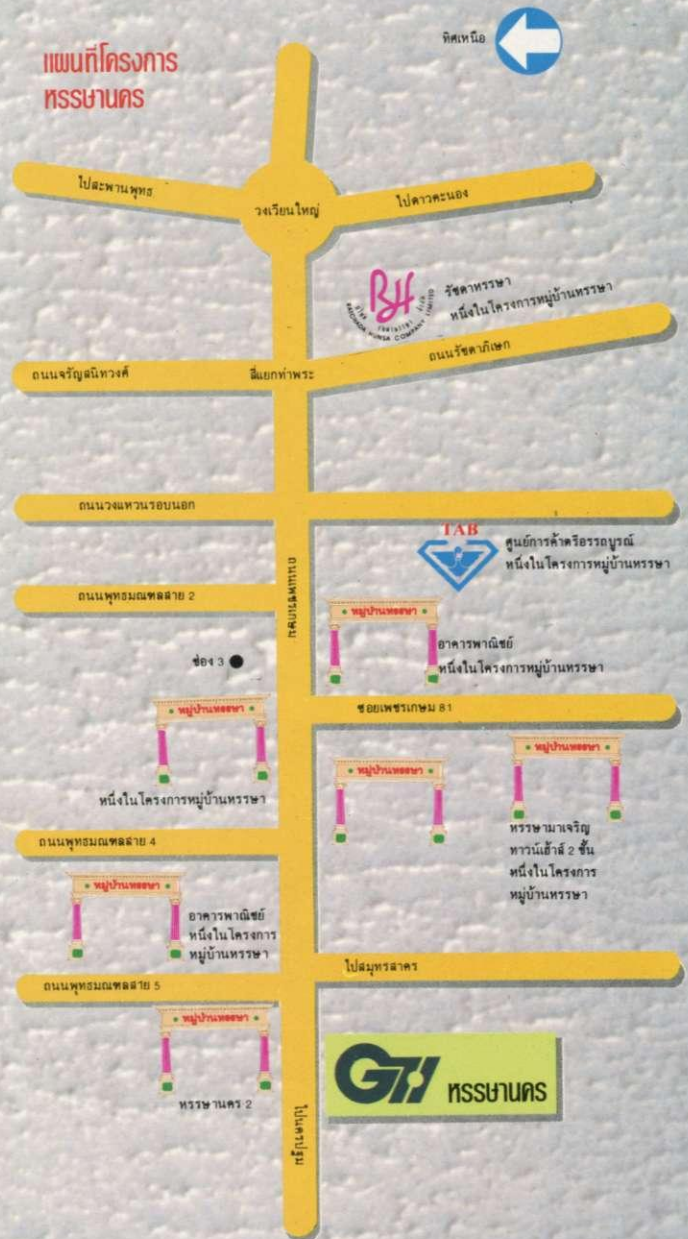 แผนที่โครงการ
หรรษานคร
ทิศเหนือ
ไปสะพานพุทธ
วงเวียนใหญ่
ไปดาวคะนอง
RH
RATCHADA HUNSA COMPANY LIMITED
รัชดาหรรษา
หนึ่งในโครงการหมู่บ้านหรรษา
ถนนจรัญสนิทวงศ์
สี่แยกท่าพระ
ถนนรัชดาภิเษก
ถนนวงแหวนรอบนอก
TAB
ศูนย์การค้าตรีอรรถบูรณ์
หนึ่งในโครงการหมู่บ้านหรรษา
ถนนเพชรเกษม
ถนนพุทธมณฑลสาย 2
หมู่บ้านหรรษา
อาคารพาณิชย์
หนึ่งในโครงการหมู่บ้านหรรษา
ช่อง 3
หมู่บ้านหรรษา
หนึ่งในโครงการหมู่บ้านหรรษา
ซอยเพชรเกษม 81
หมู่บ้านหรรษา
หมู่บ้านหรรษา
หรรษามาเจริญ
ทาวน์เฮ้าส์ 2 ชั้น
หนึ่งในโครงการ
หมู่บ้านหรรษา
ถนนพุทธมณฑลสาย 4
หมู่บ้านหรรษา
อาคารพาณิชย์
หนึ่งในโครงการ
หมู่บ้านหรรษา
ไปสมุทรสาคร
ถนนพุทธมณฑลสาย 5
หมู่บ้านหรรษา
หรรษานคร 2
GTH หรรษานคร
ไปนครปฐม